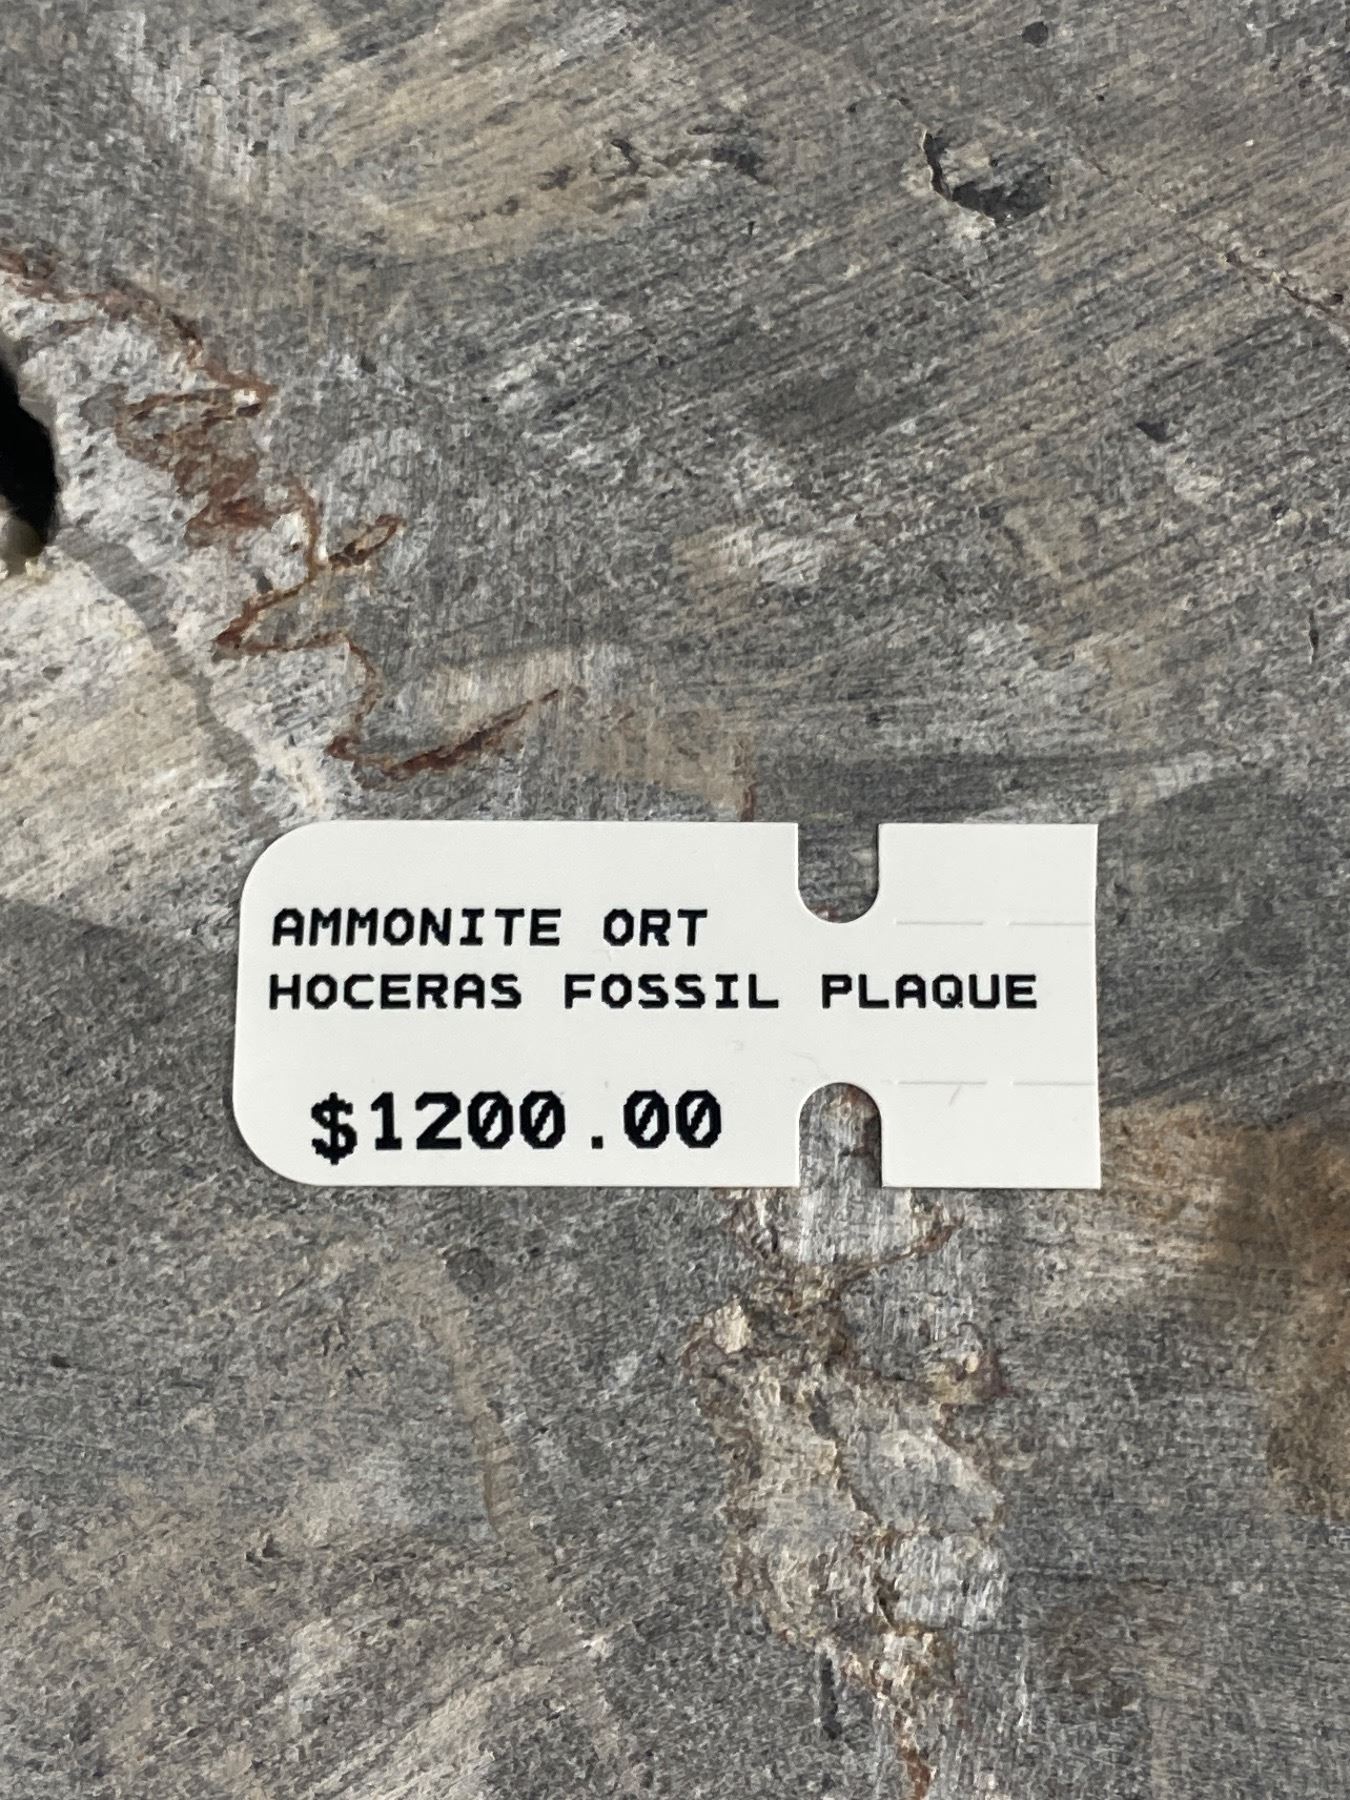 AMMONITE ORT
HOCERAS FOSSIL PLAQUE
$1200.00